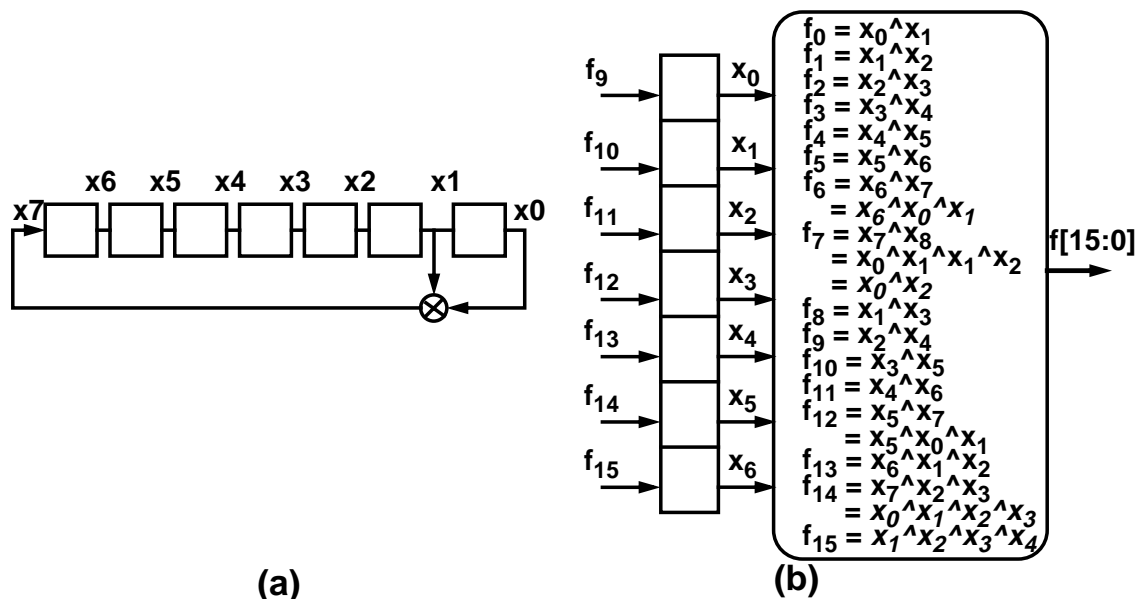 x7 x6 x5 x4 x3 x2 x1 x0
(a)
f9 x0
f10 x1
f11 x2
f12 x3
f13 x4
f14 x5
f15 x6
f0 = x0^x1
f1 = x1^x2
f2 = x2^x3
f3 = x3^x4
f4 = x4^x5
f5 = x5^x6
f6 = x6^x7
= x6^x0^x1
f7 = x7^x8
= x0^x1^x1^x2
= x0^x2
f8 = x1^x3
f9 = x2^x4
f10 = x3^x5
f11 = x4^x6
f12 = x5^x7
= x5^x0^x1
f13 = x6^x1^x2
f14 = x7^x2^x3
= x0^x1^x2^x3
f15 = x1^x2^x3^x4
f[15:0]
(b)